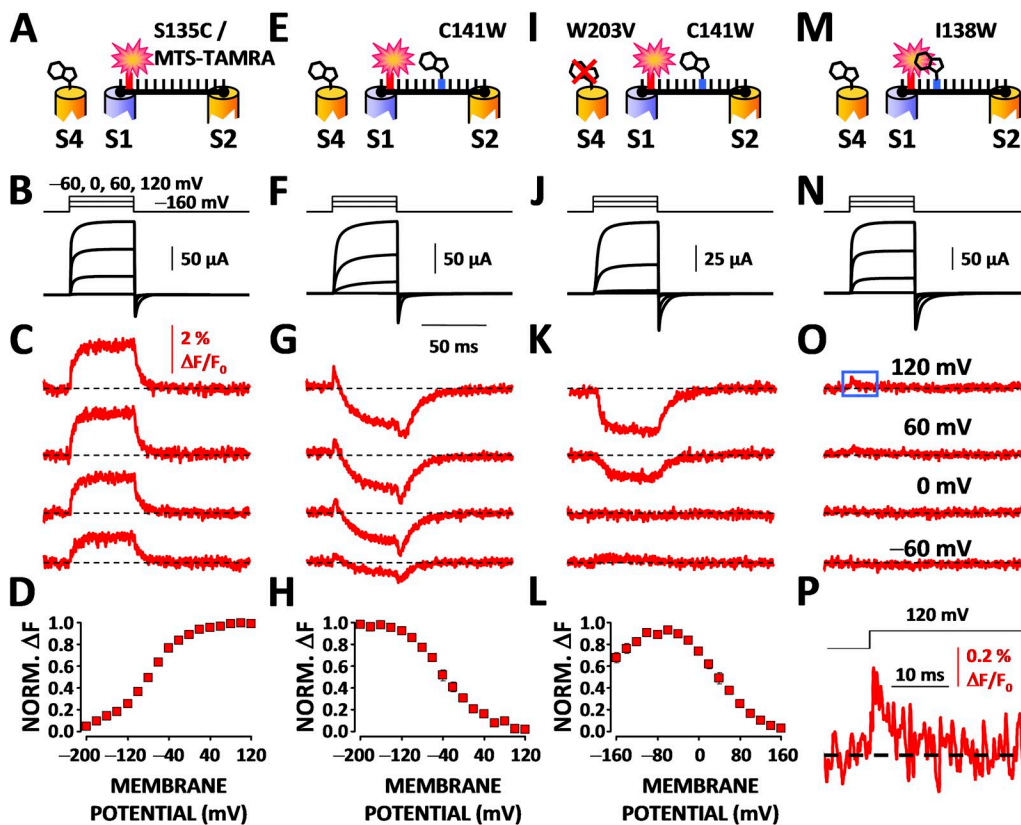 A
S135C /
MTS-TAMRA
S4
S1
S2
E
C141W
S4
S1
S2
I
W203V
C141W
S4
S1
S2
M
I138W
S4
S1
S2
B
−60, 0, 60, 120 mV
−160 mV
50 µA
F
50 µA
50 ms
J
25 µA
N
50 µA
C
2 %
ΔF/F0
G
K
O
120 mV
60 mV
0 mV
−60 mV
D
NORM. ΔF
1.0
0.8
0.6
0.4
0.2
0.0
−200 −120 −40 40 120
MEMBRANE
POTENTIAL (mV)
H
NORM. ΔF
1.0
0.8
0.6
0.4
0.2
0.0
−200 −120 −40 40 120
MEMBRANE
POTENTIAL (mV)
L
NORM. ΔF
1.0
0.8
0.6
0.4
0.2
0.0
−160 −80 0 80 160
MEMBRANE
POTENTIAL (mV)
P
120 mV
10 ms
0.2 %
ΔF/F0